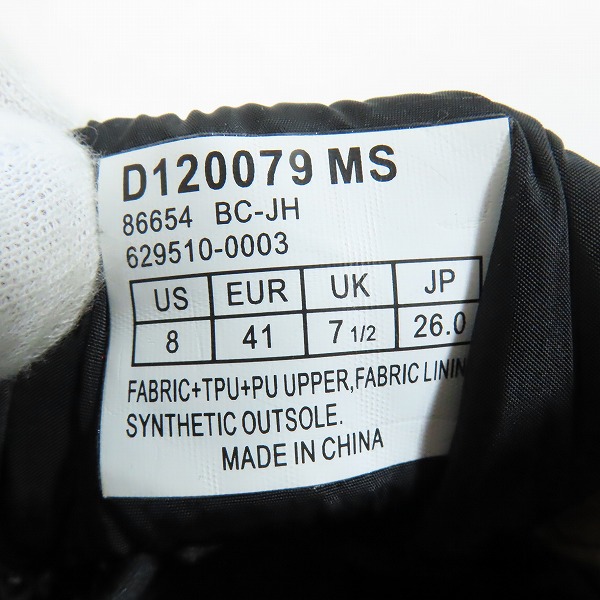 D120079 MS
86654 BC-JH
629510-0003
US EUR UK JP
8 41 7 1/2 26.0
FABRIC+TPU+PU UPPER,FABRIC LININ
SYNTHETIC OUTSOLE.
MADE IN CHINA